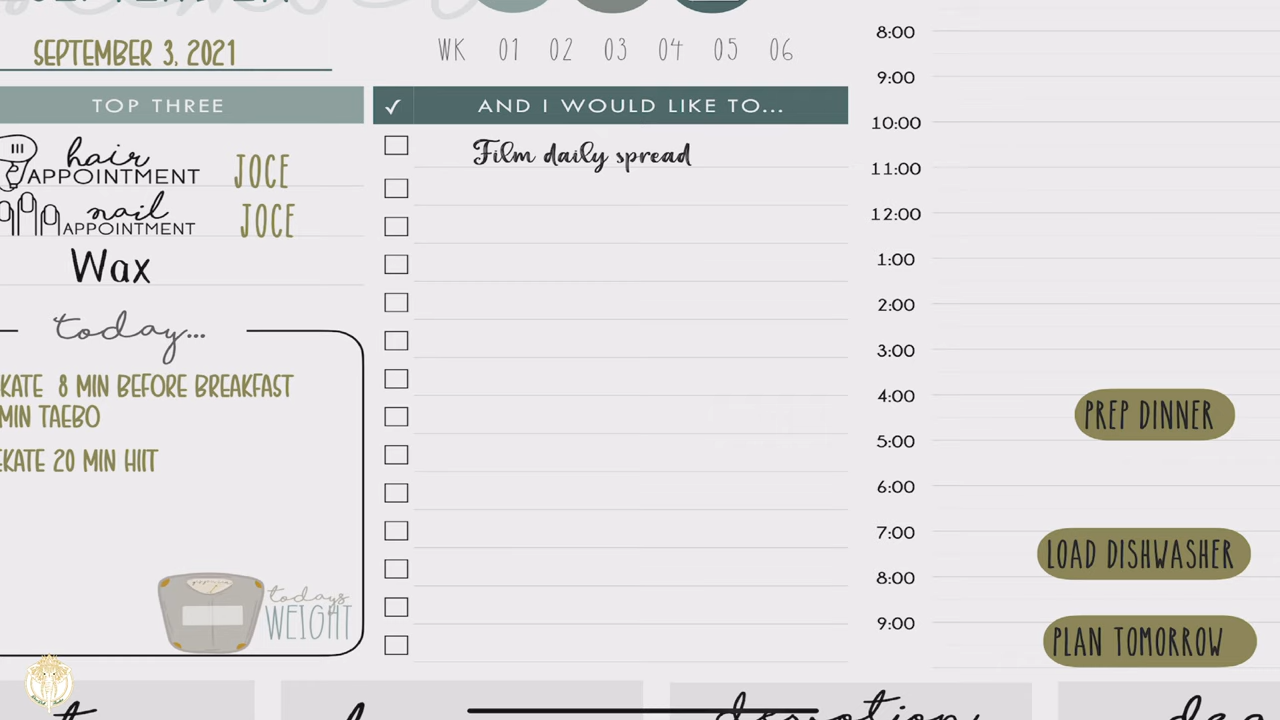 SEPTEMBER 3, 2021
WK 01 02 03 04 05 06
TOP THREE
hair APPOINTMENT JOCE
nail APPOINTMENT JOCE
Wax
today...
KATE 8 MIN BEFORE BREAKFAST
MIN TAEBO
KATE 20 MIN HIIT
todays
WEIGHT
✓ AND I WOULD LIKE TO...
Film daily spread
8:00
9:00
10:00
11:00
12:00
1:00
2:00
3:00
4:00
PREP DINNER
5:00
6:00
7:00
LOAD DISHWASHER
8:00
9:00
PLAN TOMORROW